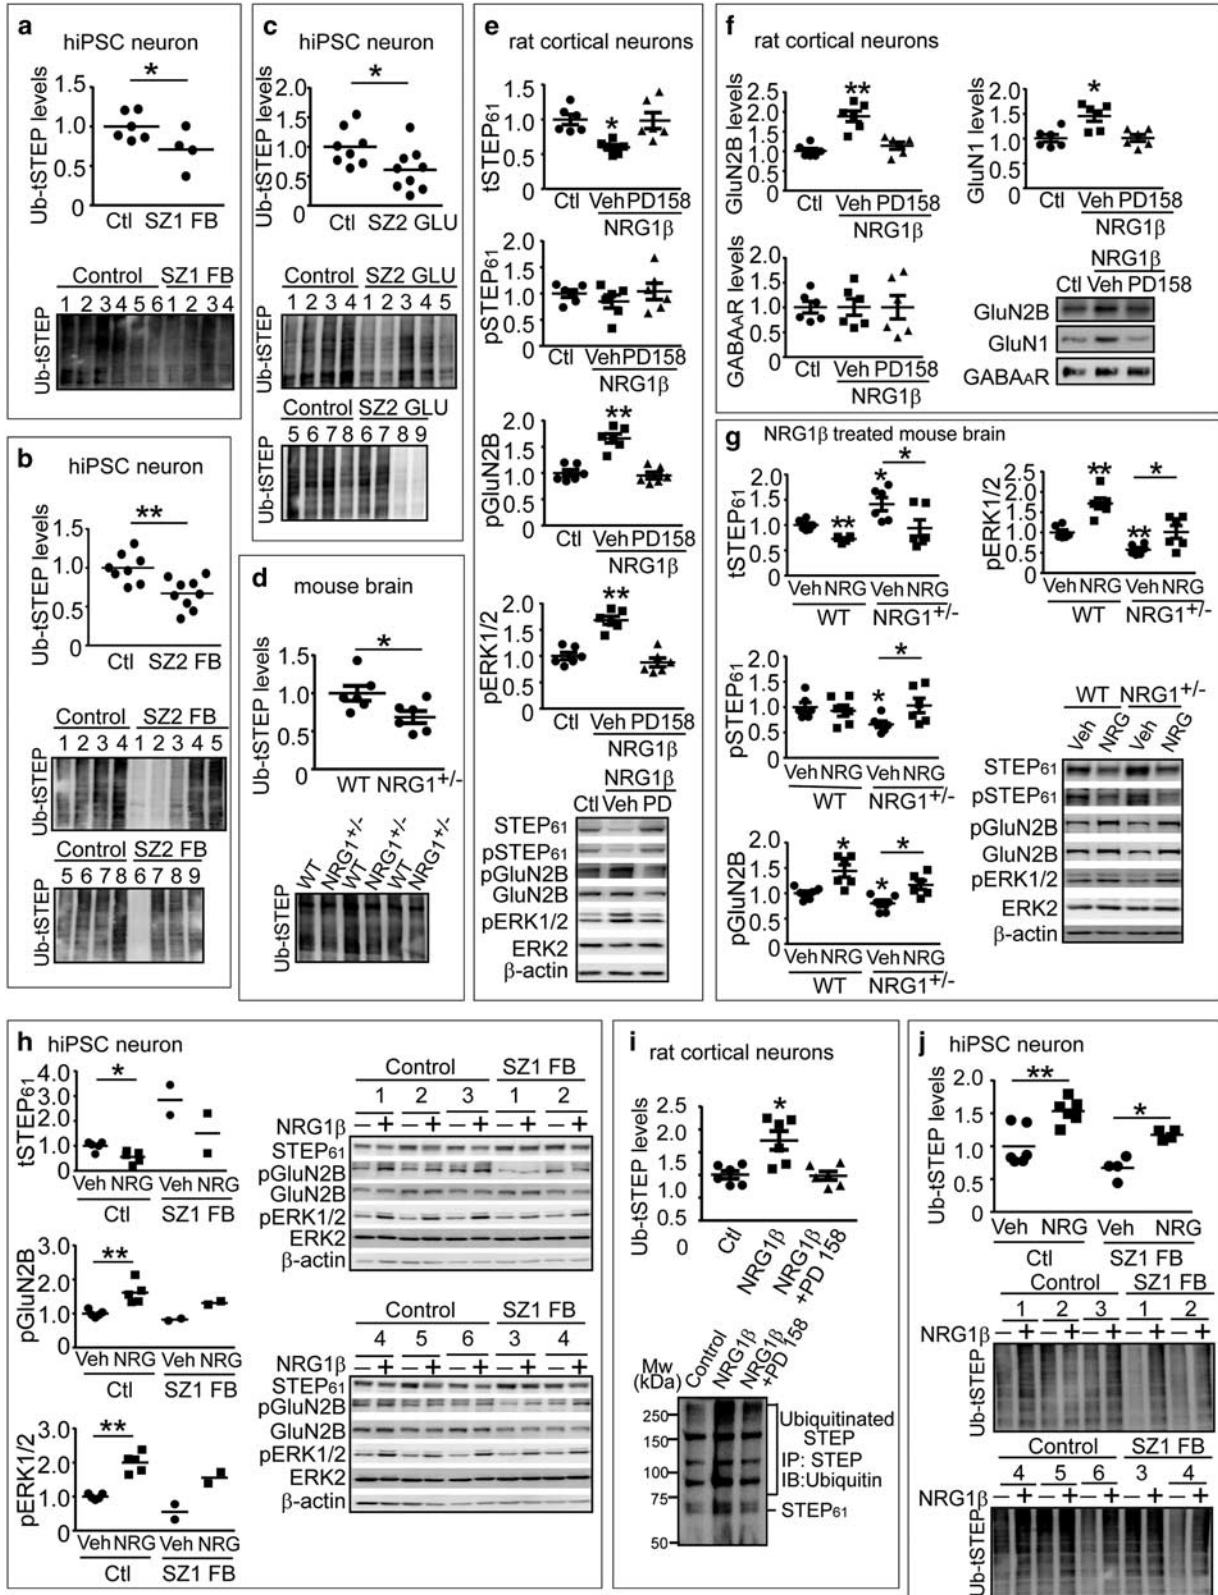 a
hiPSC neuron
Ub-tSTEP levels
1.5
1.0
0.5
0
*
Ctl SZ1 FB
Control SZ1 FB
1 2 3 4 5 6 1 2 3 4
Ub-tSTEP
b
hiPSC neuron
Ub-tSTEP levels
1.5
1.0
0.5
0
**
Ctl SZ2 FB
Control SZ2 FB
1 2 3 4 1 2 3 4 5
Ub-tSTEP
Control SZ2 FB
5 6 7 8 6 7 8 9
Ub-tSTEP
c
hiPSC neuron
Ub-tSTEP levels
2.0
1.5
1.0
0.5
0
*
Ctl SZ2 GLU
Control SZ2 GLU
1 2 3 4 1 2 3 4 5
Ub-tSTEP
Control SZ2 GLU
5 6 7 8 6 7 8 9
Ub-tSTEP
d
mouse brain
Ub-tSTEP levels
1.5
1.0
0.5
0
*
WT NRG1+/-
WT NRG1+/- WT NRG1+/- WT NRG1+/-
Ub-tSTEP
e
rat cortical neurons
tSTEP61
1.5
1.0
0.5
0
*
Ctl Veh PD158
NRG1β
pSTEP61
2.0
1.5
1.0
0.5
0
Ctl Veh PD158
NRG1β
pGluN2B
2.0
1.5
1.0
0.5
0
**
Ctl Veh PD158
NRG1β
pERK1/2
2.0
1.5
1.0
0.5
0
**
Ctl Veh PD158
NRG1β
NRG1β
Ctl Veh PD
STEP61
pSTEP61
pGluN2B
GluN2B
pERK1/2
ERK2
β-actin
f
rat cortical neurons
GluN2B levels
2.5
2.0
1.5
1.0
0
**
Ctl Veh PD158
NRG1β
GluN1 levels
2.0
1.5
1.0
0.5
0
*
Ctl Veh PD158
NRG1β
GABAAR levels
2.0
1.5
1.0
0.5
0
Ctl Veh PD158
NRG1β
NRG1β
Ctl Veh PD158
GluN2B
GluN1
GABAAR
g
NRG1β treated mouse brain
tSTEP61
2.0
1.5
1.0
0.5
0
** * *
Veh NRG Veh NRG
WT NRG1+/-
pERK1/2
2.0
1.5
1.0
0.5
0
** ** *
Veh NRG Veh NRG
WT NRG1+/-
pSTEP61
2.0
1.5
1.0
0.5
0
* *
Veh NRG Veh NRG
WT NRG1+/-
pGluN2B
2.0
1.5
1.0
0.5
0
* * *
Veh NRG Veh NRG
WT NRG1+/-
WT NRG1+/-
Veh NRG Veh NRG
STEP61
pSTEP61
pGluN2B
GluN2B
pERK1/2
ERK2
β-actin
h
hiPSC neuron
tSTEP61
4.0
3.0
2.0
1.0
0
*
Veh NRG Veh NRG
Ctl SZ1 FB
pGluN2B
3.0
2.0
1.0
0
**
Veh NRG Veh NRG
Ctl SZ1 FB
pERK1/2
3.0
2.0
1.0
0
**
Veh NRG Veh NRG
Ctl SZ1 FB
Control SZ1 FB
1 2 3 1 2
NRG1β − + − + − + − + − +
STEP61
pGluN2B
GluN2B
pERK1/2
ERK2
β-actin
Control SZ1 FB
4 5 6 3 4
NRG1β − + − + − + − + − +
STEP61
pGluN2B
GluN2B
pERK1/2
ERK2
β-actin
i
rat cortical neurons
Ub-tSTEP levels
2.5
2.0
1.5
1.0
0.5
0
*
Ctl
NRG1β
NRG1β
+PD 158
Mw
(kDa)
Control
NRG1β
NRG1β
+PD 158
250
150
100
75
50
Ubiquitinated
STEP
IP: STEP
IB:Ubiquitin
STEP61
j
hiPSC neuron
Ub-tSTEP levels
2.0
1.5
1.0
0.5
0
** *
Veh NRG Veh NRG
Ctl SZ1 FB
Control SZ1 FB
1 2 3 1 2
NRG1β − + − + − + − + − +
Ub-tSTEP
Control SZ1 FB
4 5 6 3 4
NRG1β − + − + − + − + − +
Ub-tSTEP